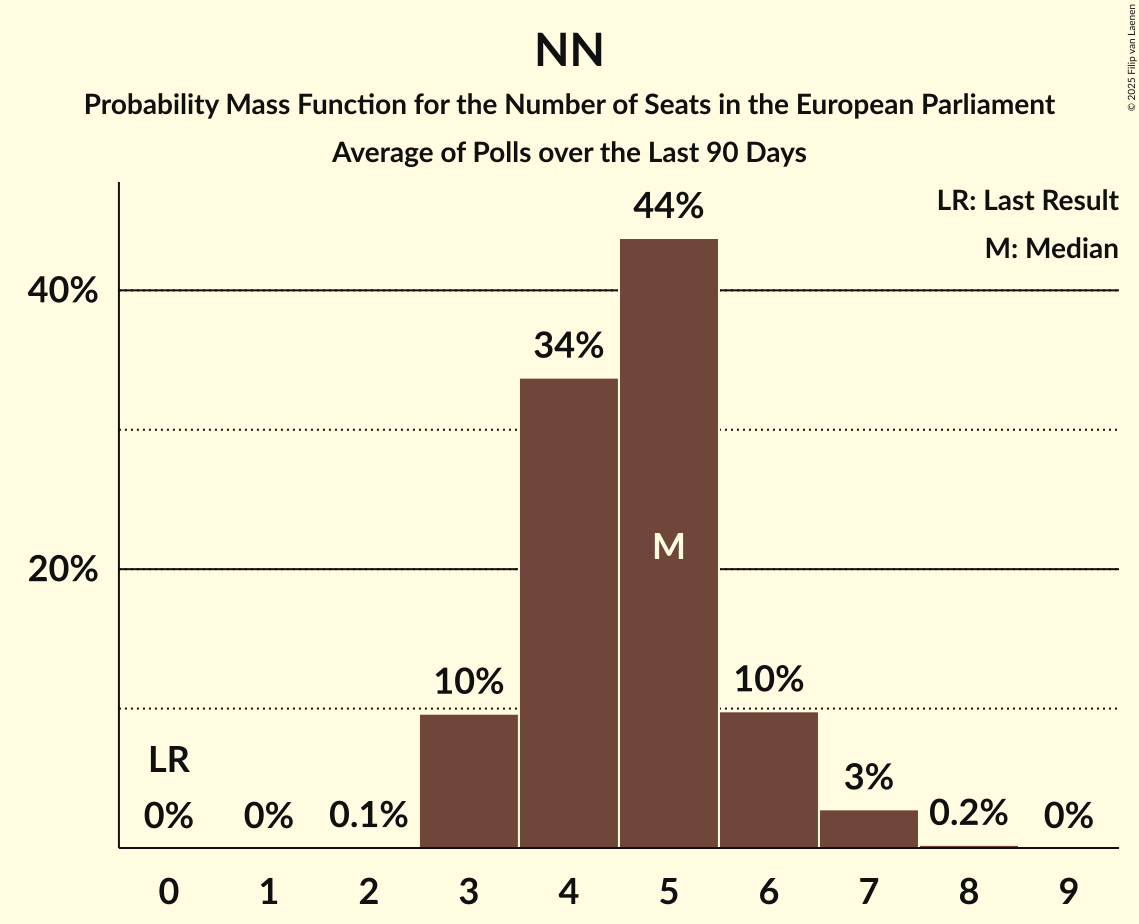 NN
Probability Mass Function for the Number of Seats in the European Parliament
Average of Polls over the Last 90 Days
© 2025 Filip van Laenen
LR: Last Result
M: Median
44%
40%
34%
M
20%
10%
10%
LR
3%
0%
0%
0.1%
0.2%
0%
0
1
2
3
4
5
6
7
8
9